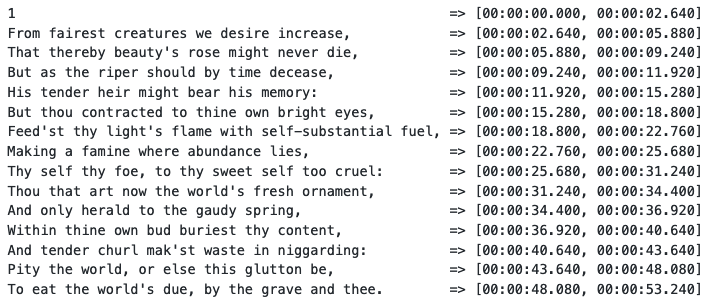 1 => [00:00:00.000, 00:00:02.640]
From fairest creatures we desire increase, => [00:00:02.640, 00:00:05.880]
That thereby beauty's rose might never die, => [00:00:05.880, 00:00:09.240]
But as the riper should by time decease, => [00:00:09.240, 00:00:11.920]
His tender heir might bear his memory: => [00:00:11.920, 00:00:15.280]
But thou contracted to thine own bright eyes, => [00:00:15.280, 00:00:18.800]
Feed'st thy light's flame with self-substantial fuel, => [00:00:18.800, 00:00:22.760]
Making a famine where abundance lies, => [00:00:22.760, 00:00:25.680]
Thy self thy foe, to thy sweet self too cruel: => [00:00:25.680, 00:00:31.240]
Thou that art now the world's fresh ornament, => [00:00:31.240, 00:00:34.400]
And only herald to the gaudy spring, => [00:00:34.400, 00:00:36.920]
Within thine own bud buriest thy content, => [00:00:36.920, 00:00:40.640]
And tender churl mak'st waste in niggarding: => [00:00:40.640, 00:00:43.640]
Pity the world, or else this glutton be, => [00:00:43.640, 00:00:48.080]
To eat the world's due, by the grave and thee. => [00:00:48.080, 00:00:53.240]